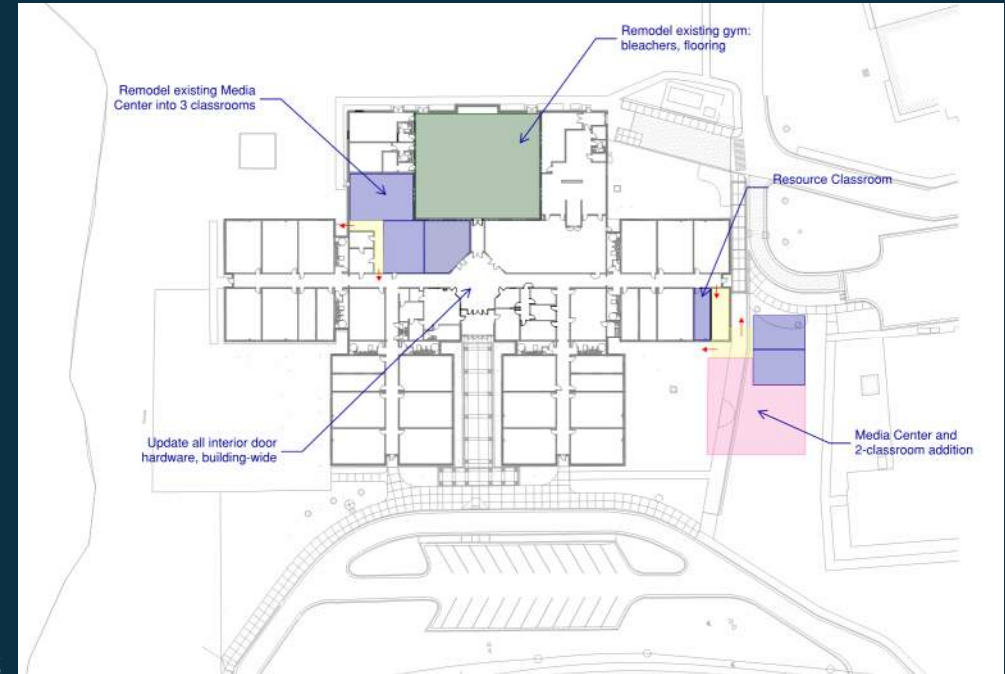 Remodel existing gym:
bleachers, flooring
Remodel existing Media
Center into 3 classrooms
Resource Classroom
Update all interior door
hardware, building-wide
Media Center and
2-classroom addition